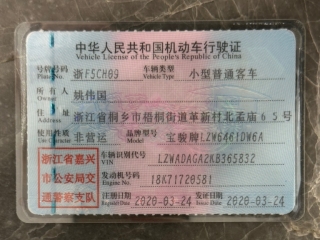 中华人民共和国机动车行驶证
Vehicle License of the People's Republic of China
号牌号码 浙FSCH09 车辆类型 小型普通客车
Plate No. Vehicle Type
所有人 姚伟国
Owner
住址 浙江省桐乡市梧桐街道革新村北孟庙65号
Address
使用性质 非营运 品牌型号 宝骏牌LZW6461DW6A
浙江省嘉兴
市公安局交
通警察支队
车辆识别代号 LZWADAGA2KB365832
VIN
发动机号码 18K71720581
Engine No.
注册日期 2020-03-24 发证日期 2020-03-24
Register Date Issue Date